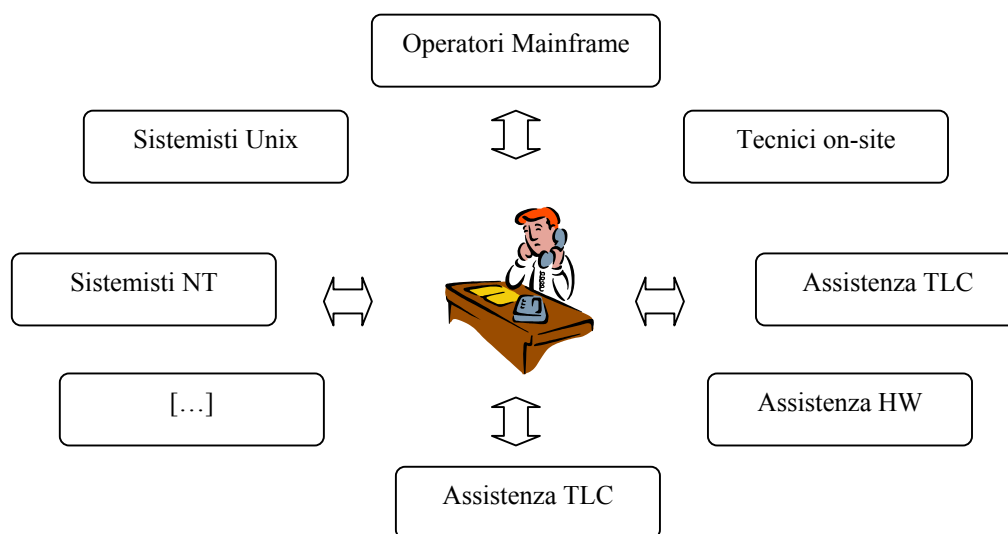 Operatori Mainframe
Sistemisti Unix
Tecnici on-site
Sistemisti NT
Assistenza TLC
[…]
Assistenza HW
Assistenza TLC